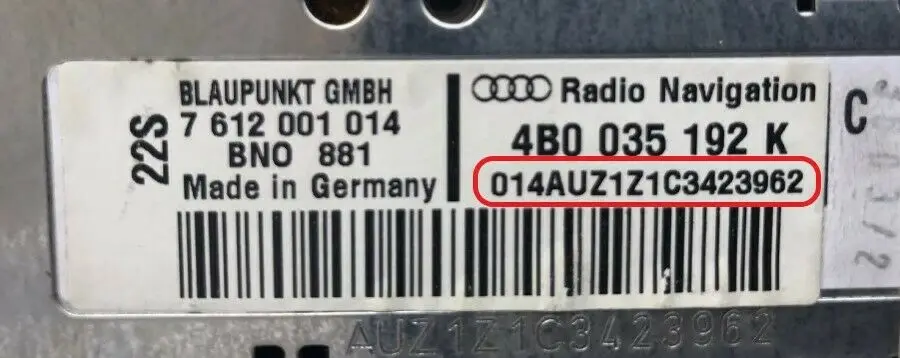 22S
BLAUPUNKT GMBH
7 612 001 014
BNO 881
Made in Germany
Radio Navigation
4B0 035 192 K
014AUZ1Z1C3423962
C
AUZ1Z1C3423962